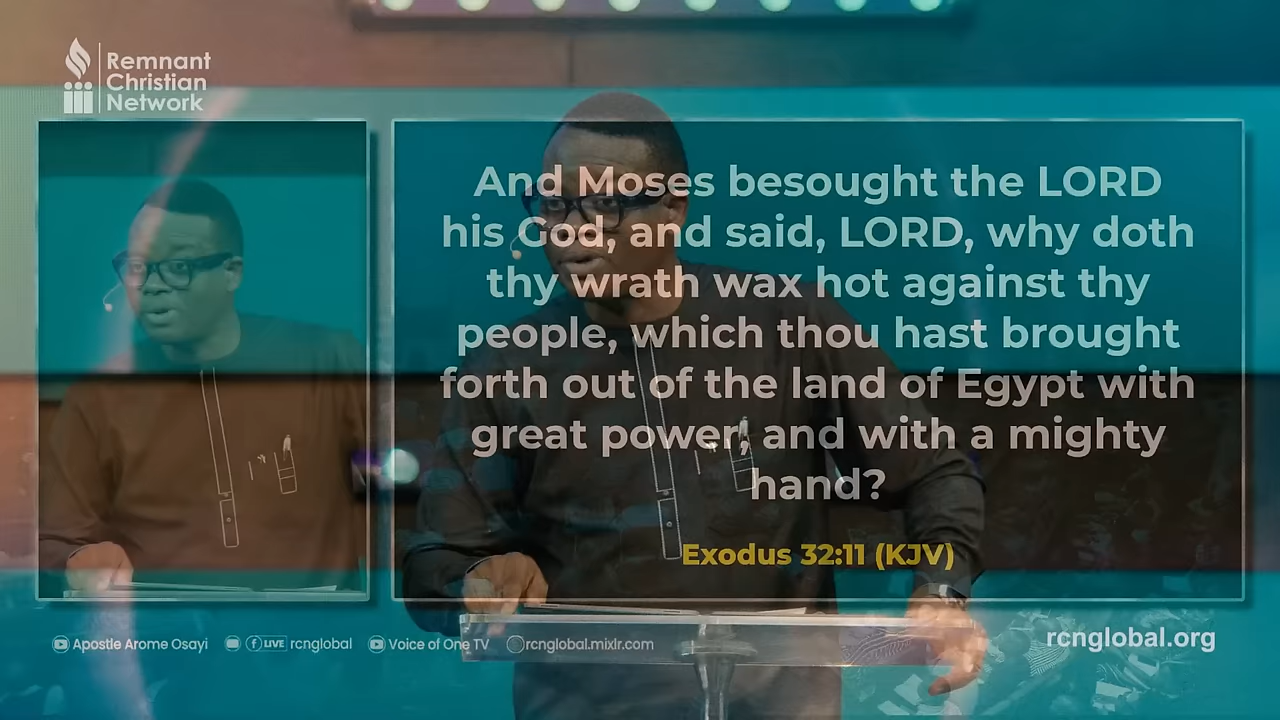 Remnant
Christian
Network
And Moses besought the LORD
his God, and said, LORD, why doth
thy wrath wax hot against thy
people, which thou hast brought
forth out of the land of Egypt with
great power, and with a mighty
hand?
Exodus 32:11 (KJV)
Apostle Arome Osayi
LIVE rcnglobal
Voice of One TV
rcnglobal.mixlr.com
rcnglobal.org